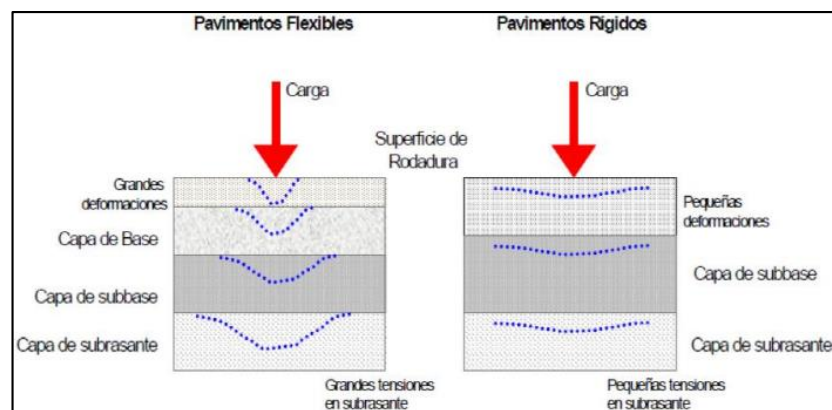 Pavimentos Flexibles
Pavimentos Rigidos
Carga
Carga
Superficie de
Rodadura
Grandes
deformaciones
Pequeñas
deformaciones
Capa de Base
Capa de subbase
Capa de subbase
Capa de subrasante
Capa de subrasante
Grandes tensiones
en subrasante
Pequeñas tensiones
en subrasante